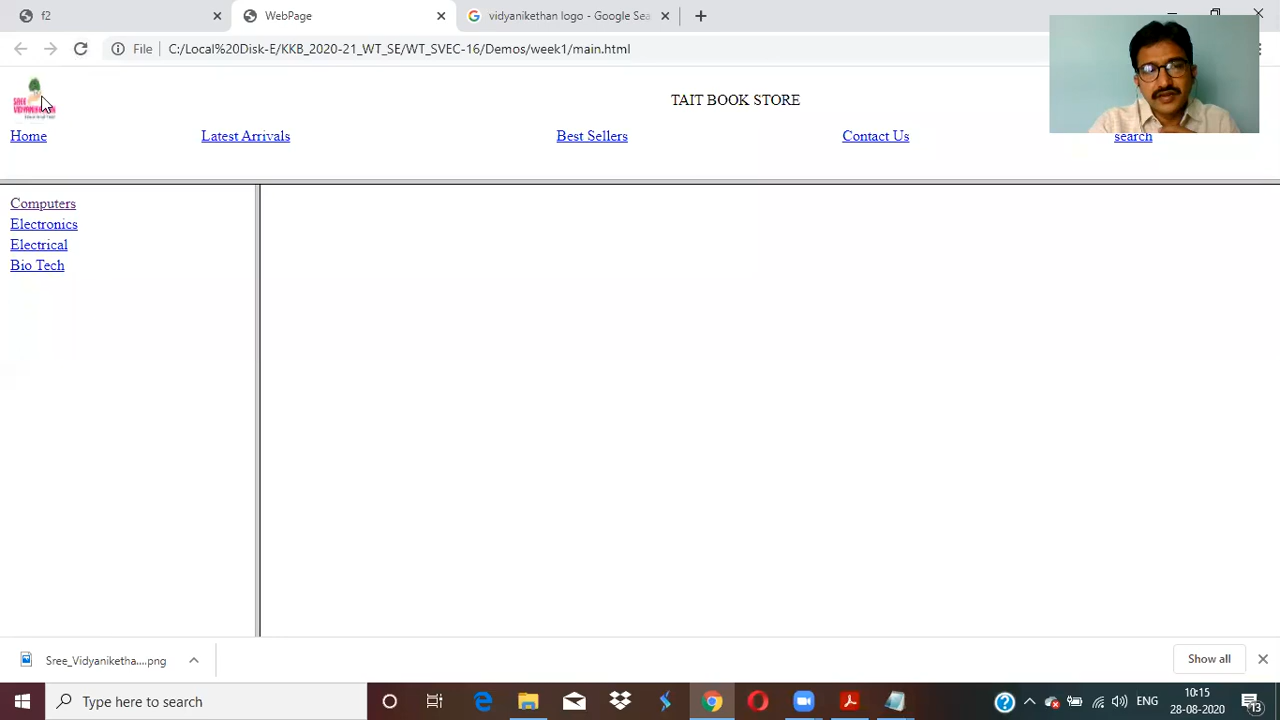 f2
WebPage
vidyanikethan logo - Google Sea
File
C:/Local%20Disk-E/KKB_2020-21_WT_SE/WT_SVEC-16/Demos/week1/main.html
TAIT BOOK STORE
Home
Latest Arrivals
Best Sellers
Contact Us
search
Computers
Electronics
Electrical
Bio Tech
Sree_Vidyaniketha....png
Show all
Type here to search
ENG
10:15
28-08-2020
13